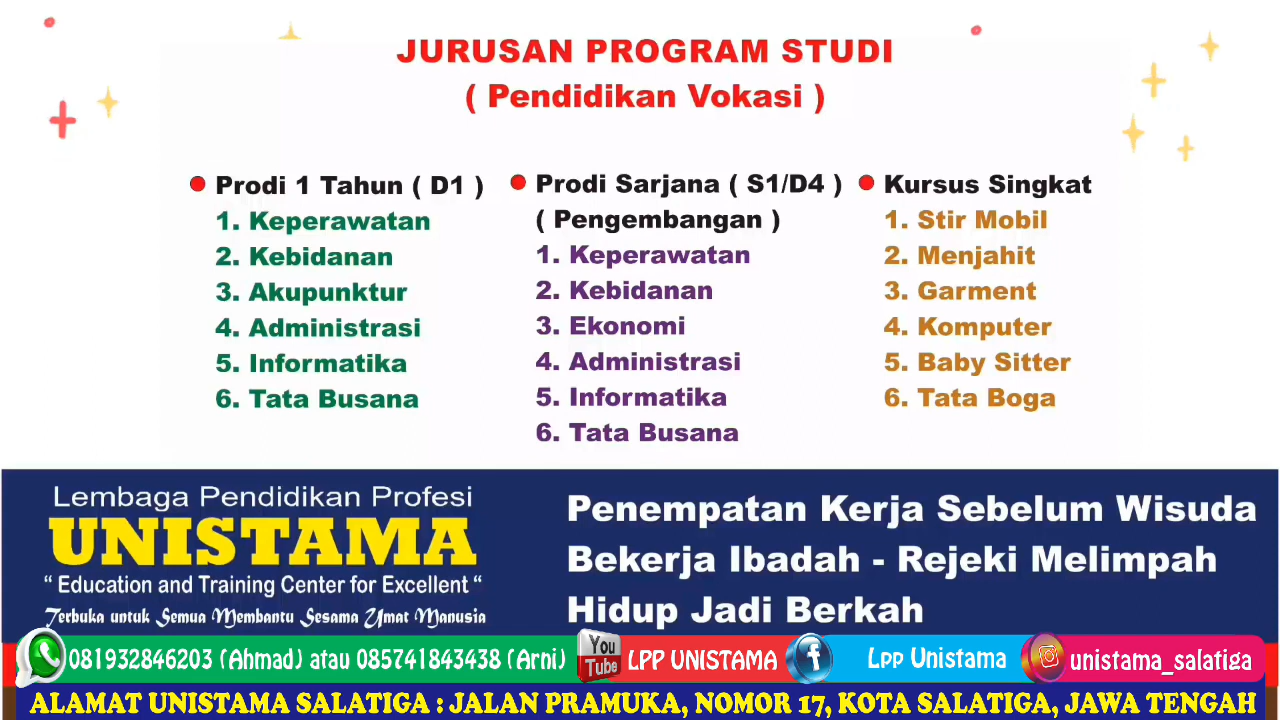 JURUSAN PROGRAM STUDI
( Pendidikan Vokasi )
Prodi 1 Tahun ( D1 )
1. Keperawatan
2. Kebidanan
3. Akupunktur
4. Administrasi
5. Informatika
6. Tata Busana
Prodi Sarjana ( S1/D4 )
( Pengembangan )
1. Keperawatan
2. Kebidanan
3. Ekonomi
4. Administrasi
5. Informatika
6. Tata Busana
Kursus Singkat
1. Stir Mobil
2. Menjahit
3. Garment
4. Komputer
5. Baby Sitter
6. Tata Boga
Lembaga Pendidikan Profesi
UNISTAMA
“ Education and Training Center for Excellent “
Terbuka untuk Semua Membantu Sesama Umat Manusia
Penempatan Kerja Sebelum Wisuda
Bekerja Ibadah - Rejeki Melimpah
Hidup Jadi Berkah
081932846203 (Ahmad) atau 085741843438 (Arni)
You
Tube
LPP UNISTAMA
Lpp Unistama
unistama_salatiga
ALAMAT UNISTAMA SALATIGA : JALAN PRAMUKA, NOMOR 17, KOTA SALATIGA, JAWA TENGAH